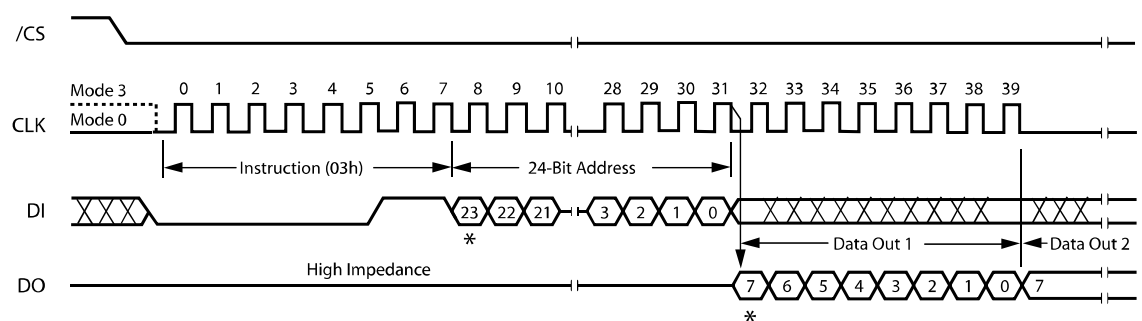 /CS
Mode 3
Mode 0
CLK
0 1 2 3 4 5 6 7 8 9 10 28 29 30 31 32 33 34 35 36 37 38 39
Instruction (03h) 24-Bit Address
DI
23 22 21 3 2 1 0
*
Data Out 1 Data Out 2
High Impedance
DO
7 6 5 4 3 2 1 0 7
*